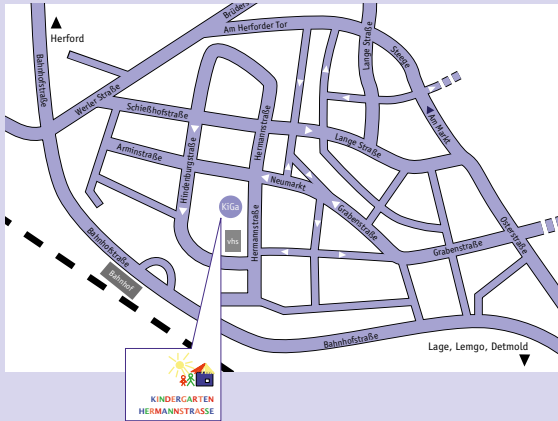 Herford
Brüders
Am Herforder Tor
Bahnhofstraße
Werler Straße
Lange Straße
Steege
Schießhofstraße
Hermannstraße
Am Markt
Lange Straße
Arminstraße
Hindenburgstraße
Neumarkt
KiGa
Grabenstraße
Osterstraße
vhs
Hermannstraße
Grabenstraße
Bahnhofstraße
Bahnhof
Bahnhofstraße
Lage, Lemgo, Detmold
KINDERGARTEN
HERMANNSTRASSE